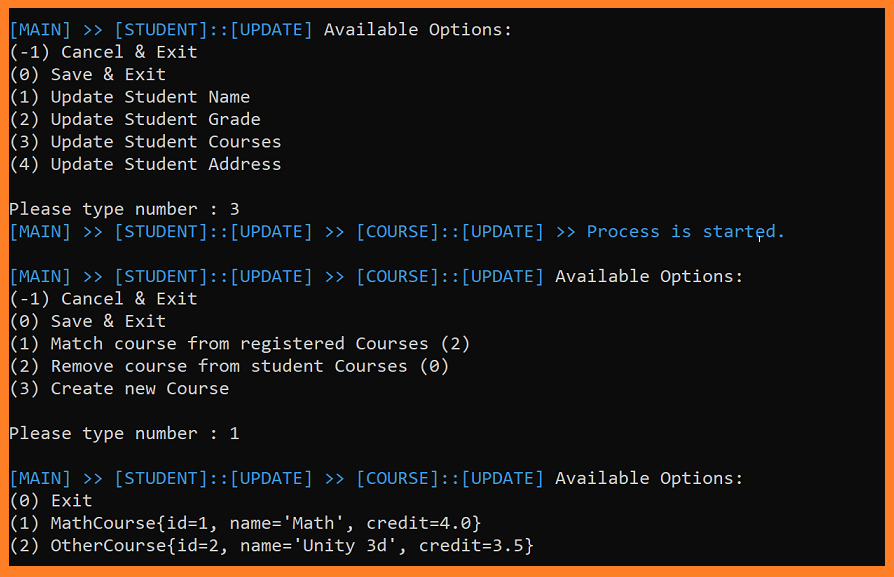 [MAIN] >> [STUDENT]::[UPDATE] Available Options:
(-1) Cancel & Exit
(0) Save & Exit
(1) Update Student Name
(2) Update Student Grade
(3) Update Student Courses
(4) Update Student Address
Please type number : 3
[MAIN] >> [STUDENT]::[UPDATE] >> [COURSE]::[UPDATE] >> Process is started.
[MAIN] >> [STUDENT]::[UPDATE] >> [COURSE]::[UPDATE] Available Options:
(-1) Cancel & Exit
(0) Save & Exit
(1) Match course from registered Courses (2)
(2) Remove course from student Courses (0)
(3) Create new Course
Please type number : 1
[MAIN] >> [STUDENT]::[UPDATE] >> [COURSE]::[UPDATE] Available Options:
(0) Exit
(1) MathCourse{id=1, name='Math', credit=4.0}
(2) OtherCourse{id=2, name='Unity 3d', credit=3.5}